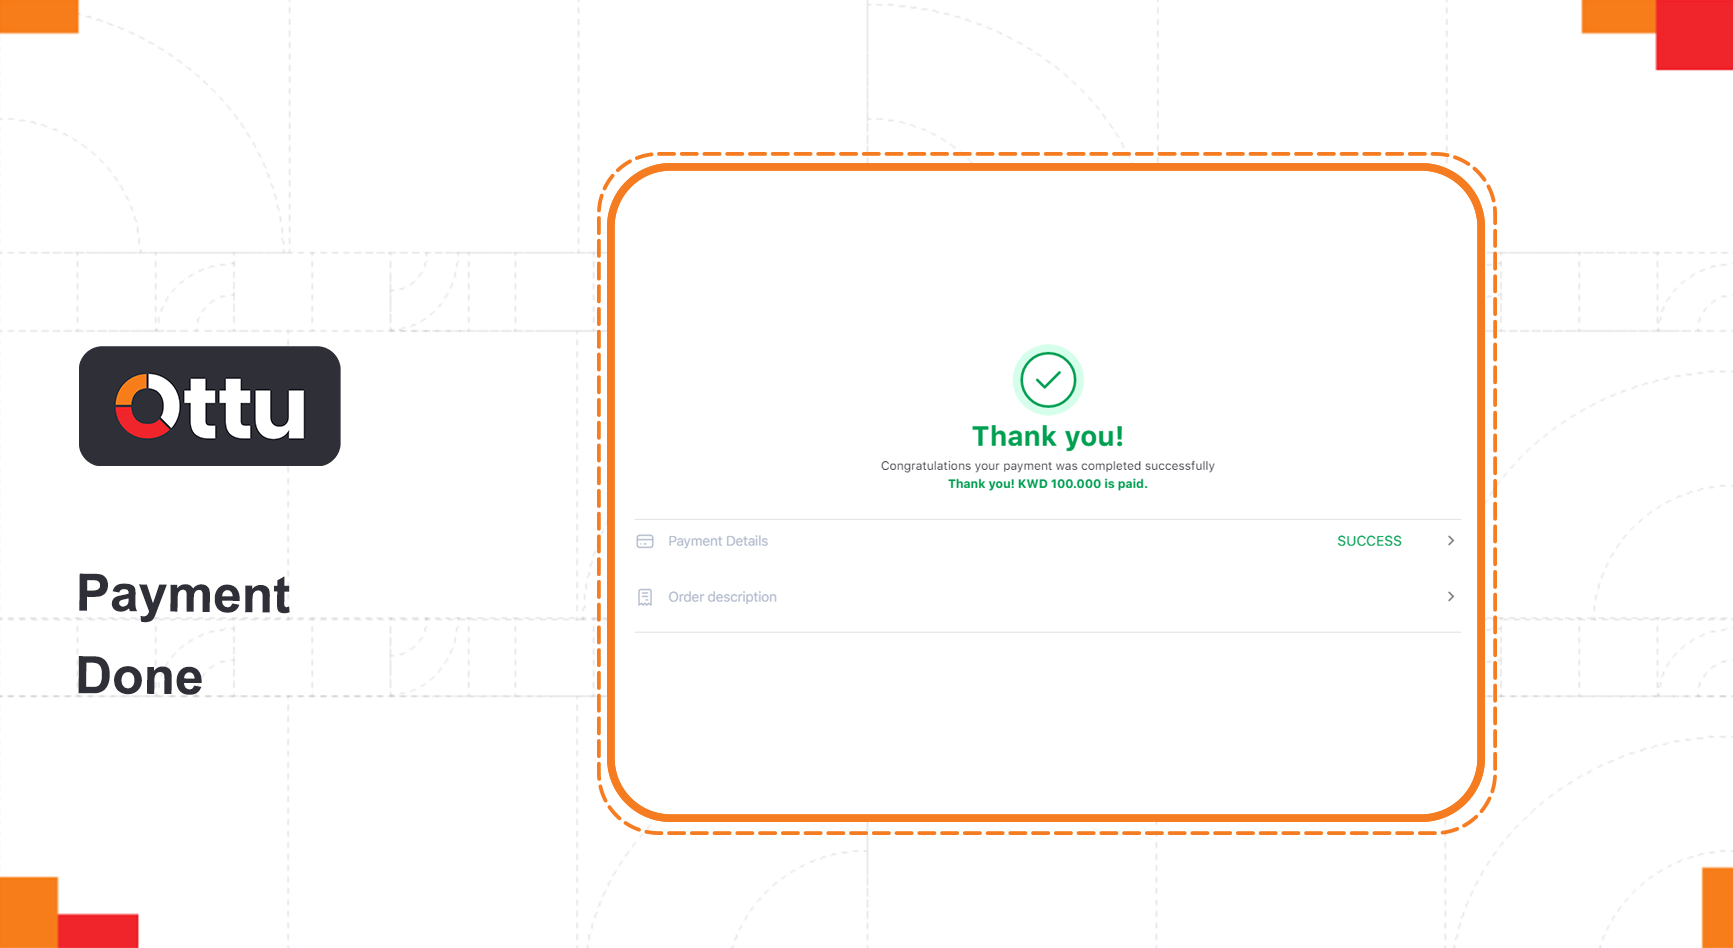 Ottu
Payment
Done
Thank you!
Congratulations your payment was completed successfully
Thank you! KWD 100.000 is paid.
Payment Details SUCCESS
Order description